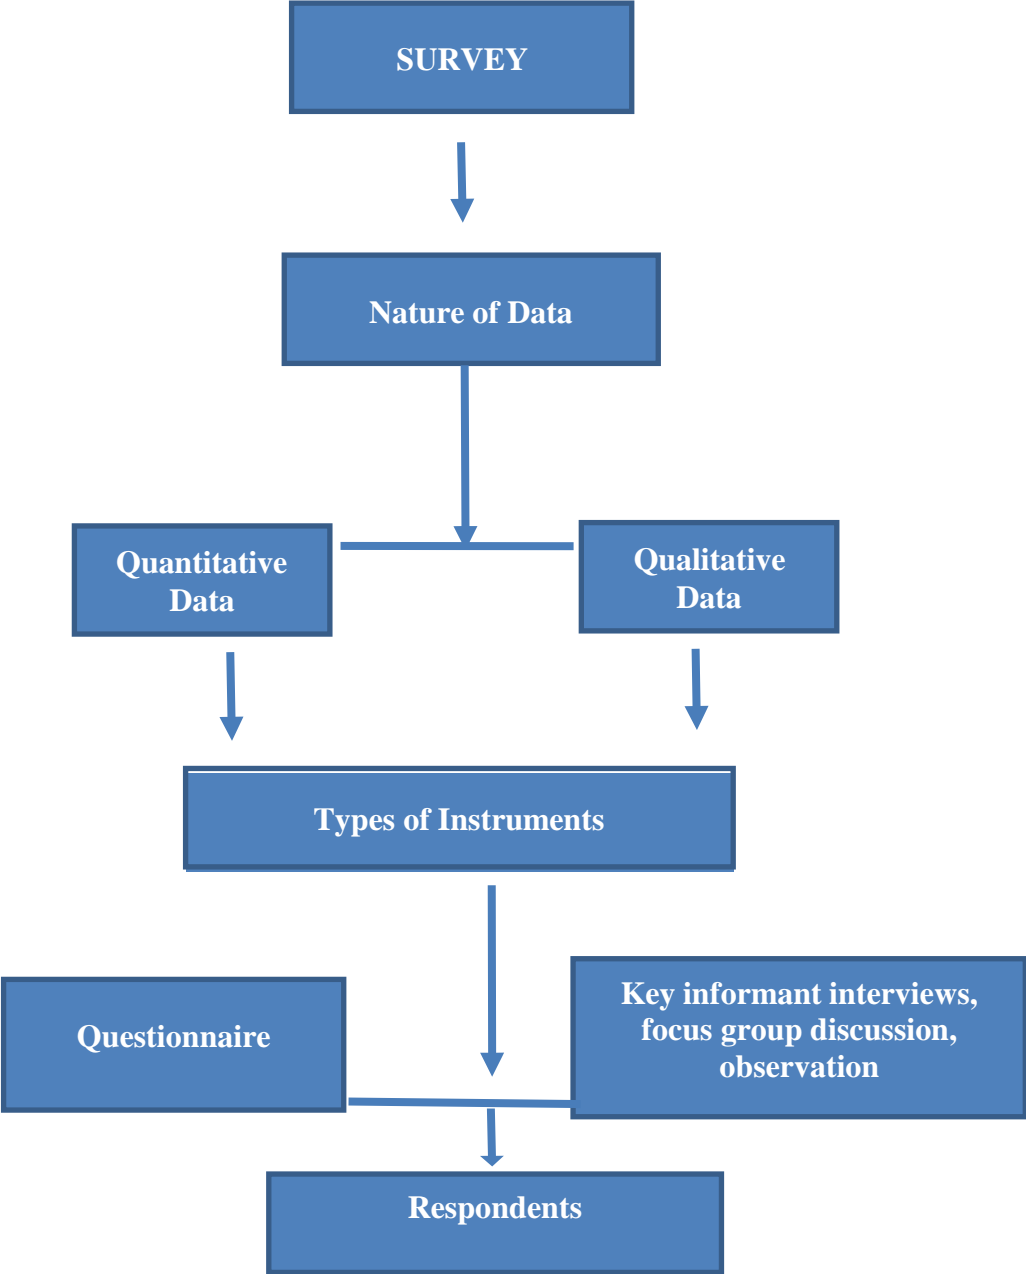 SURVEY
Nature of Data
Quantitative
Data
Qualitative
Data
Types of Instruments
Questionnaire
Key informant interviews,
focus group discussion,
observation
Respondents